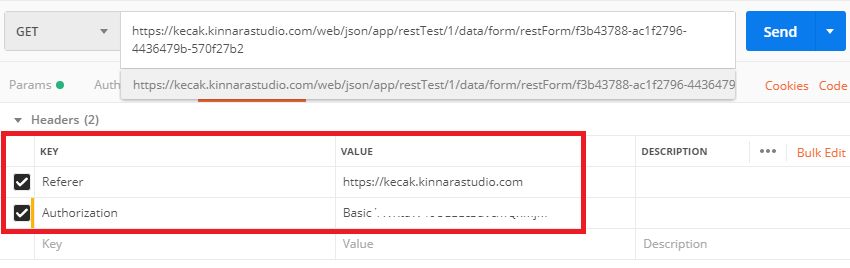 GET
https://kecak.kinnarastudio.com/web/json/app/restTest/1/data/form/restForm/f3b43788-ac1f2796-
4436479b-570f27b2
Send
https://kecak.kinnarastudio.com/web/json/app/restTest/1/data/form/restForm/f3b43788-ac1f2796-4436479
Params
Cookies Code
Headers (2)
KEY VALUE DESCRIPTION ••• Bulk Edit
Referer https://kecak.kinnarastudio.com
Authorization Basic
Key Value Description